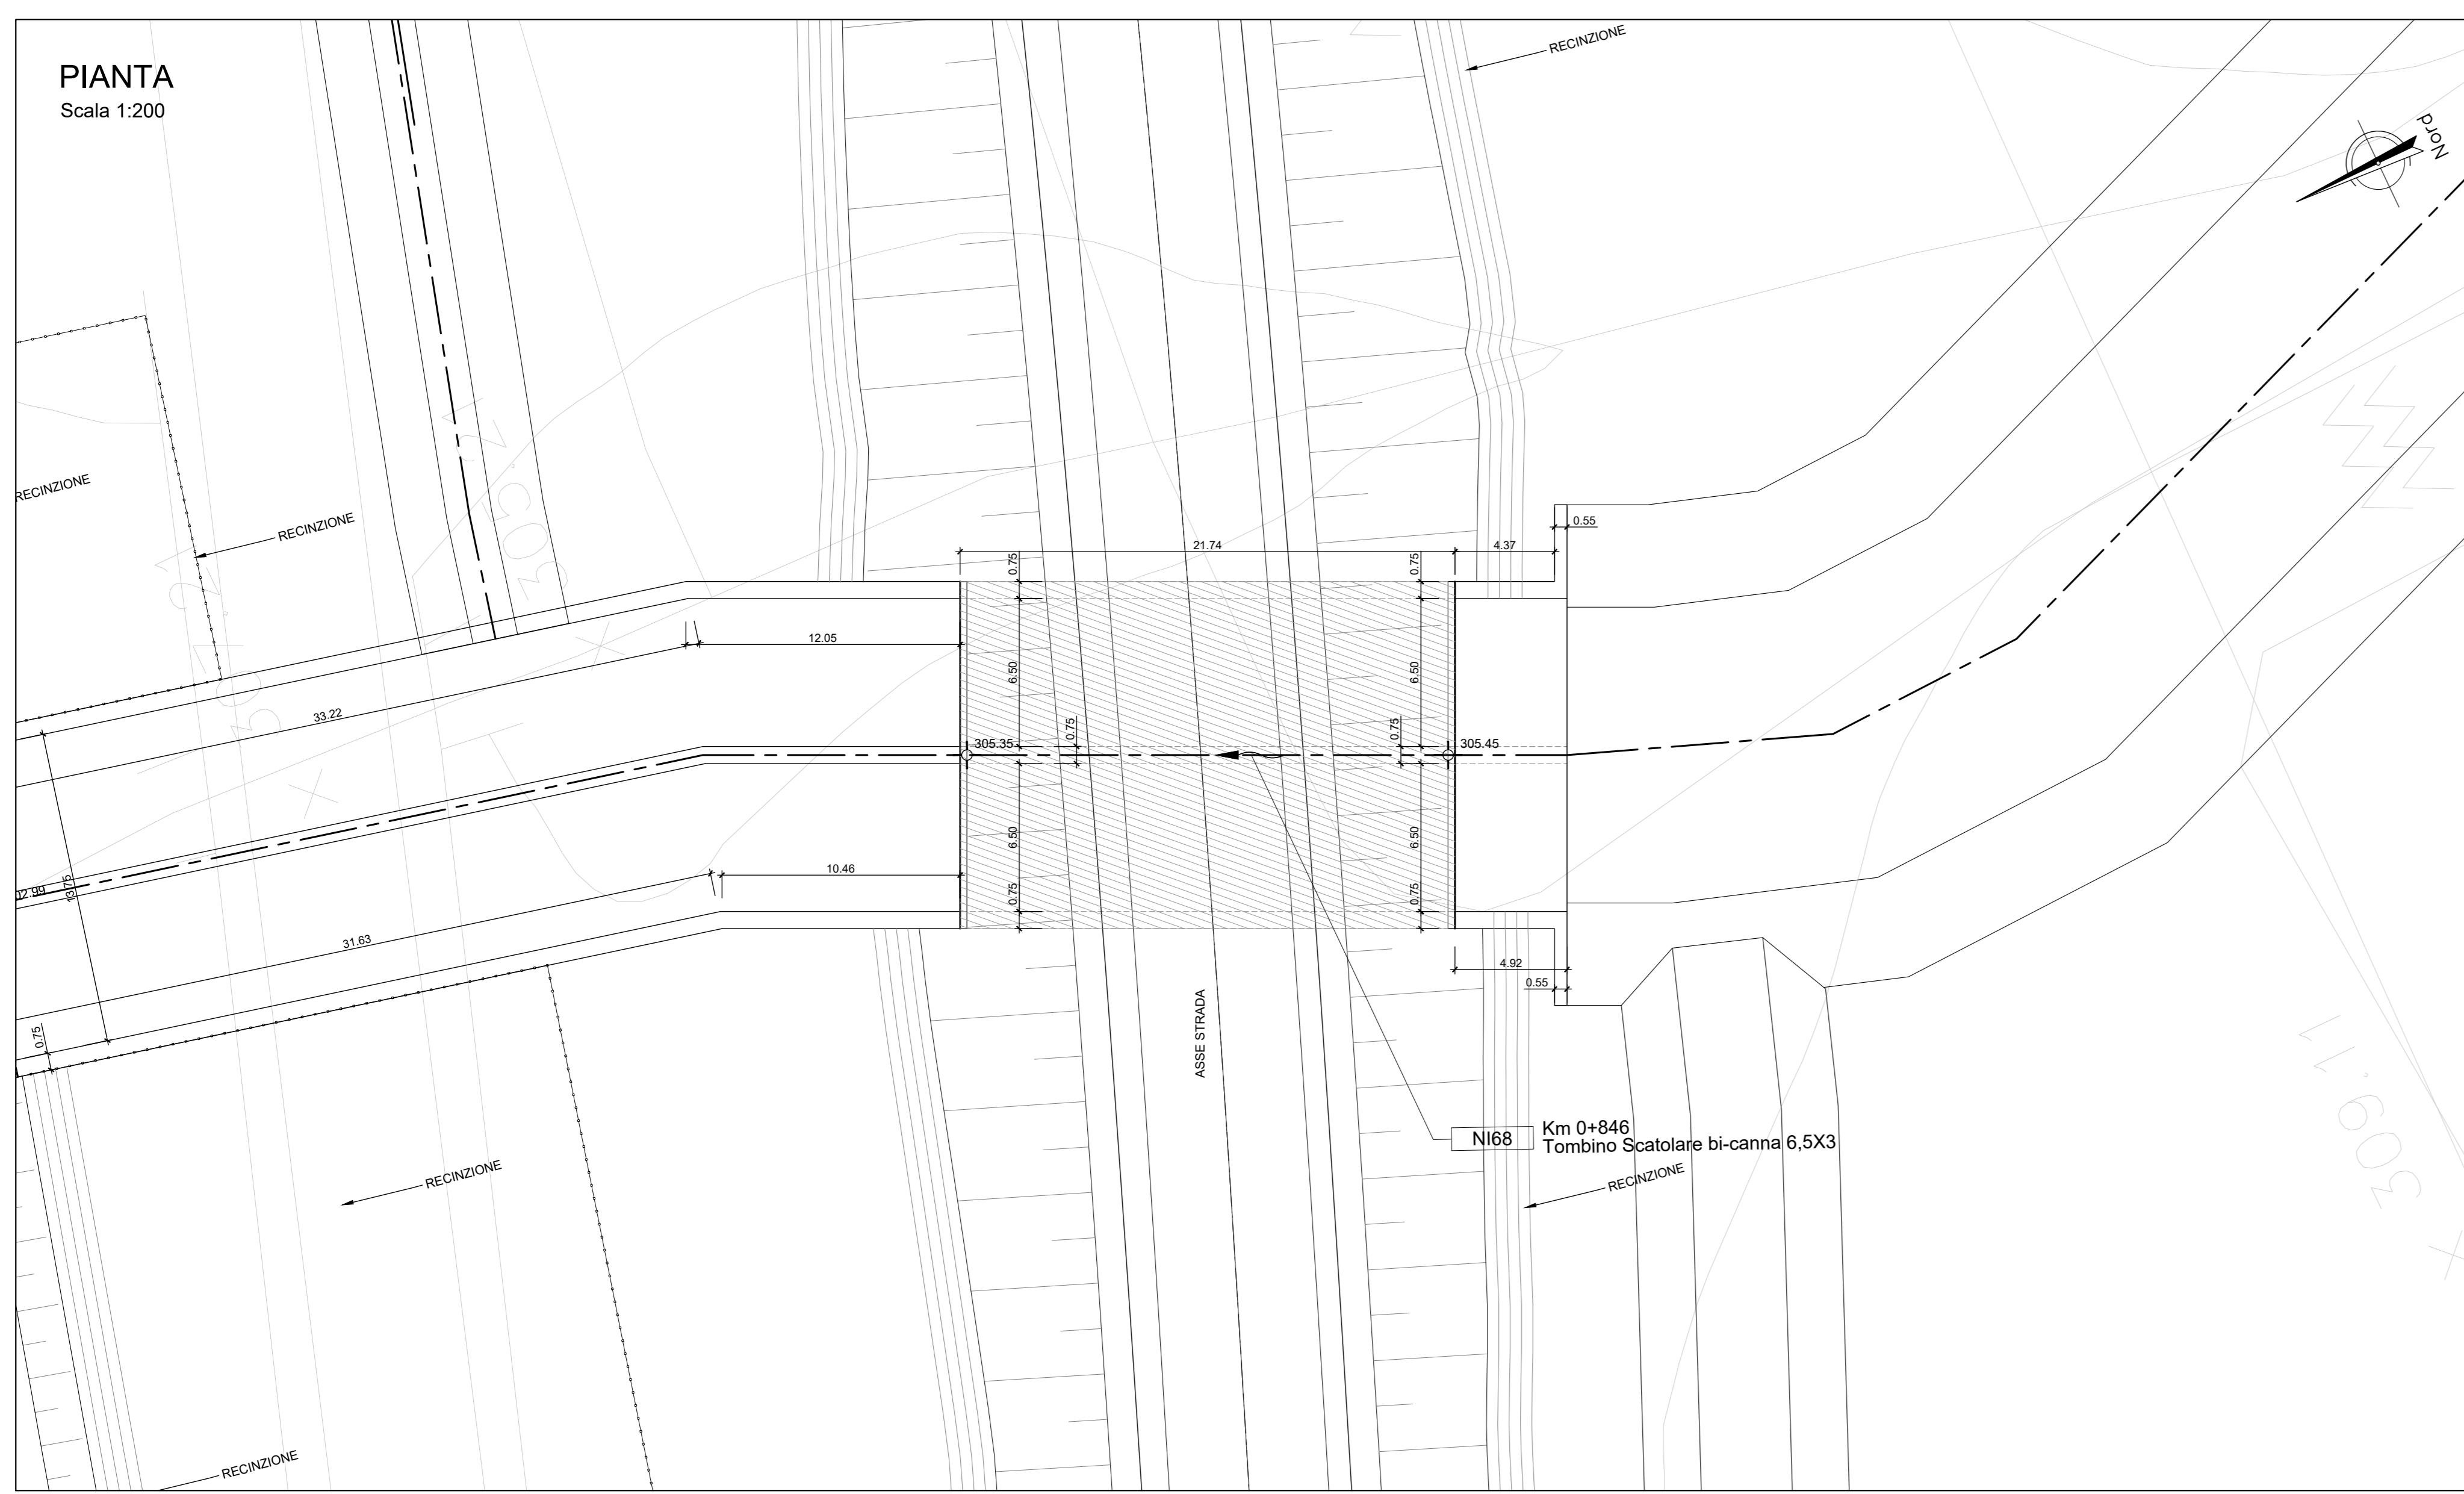 PIANTA
Scala 1:200
RECINZIONE
Nord
RECINZIONE
RECINZIONE
0.55
21.74
4.37
0.75
0.75
12.05
6.50
6.50
33.22
0.75
0.75
305.35
305.45
6.50
6.50
10.46
02.99
13.75
0.75
0.75
31.63
4.92
0.55
0.75
ASSE STRADA
NI68
Km 0+846
Tombino Scatolare bi-canna 6,5X3
RECINZIONE
RECINZIONE
RECINZIONE